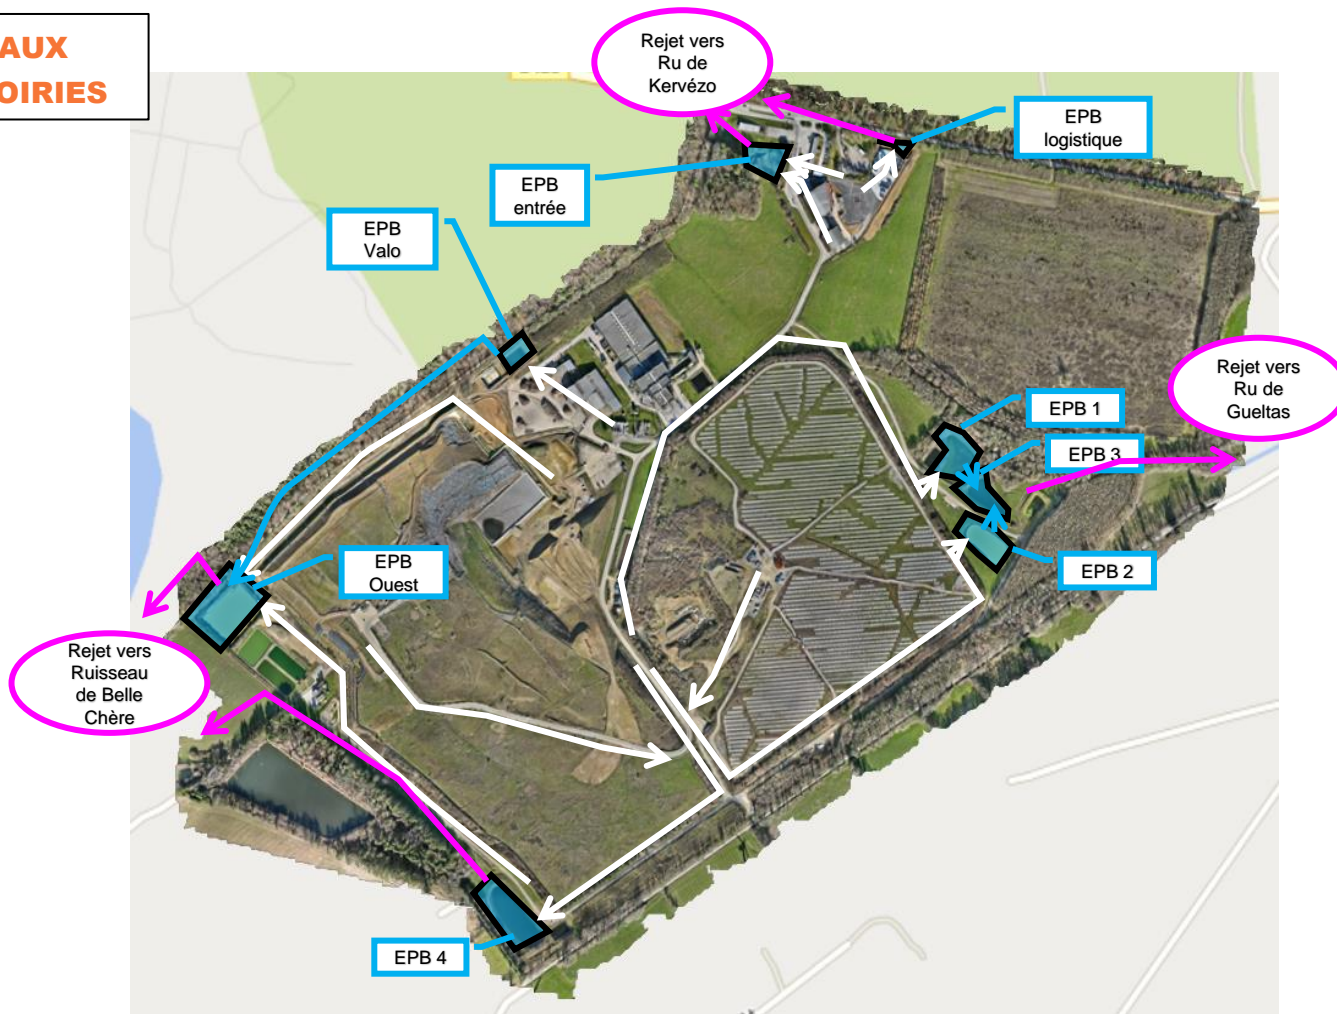 AUX
OIRIES
Rejet vers
Ru de
Kervézo
EPB
logistique
EPB
entrée
EPB
Valo
Rejet vers
Ru de
Gueltas
EPB 1
EPB 3
EPB 2
EPB
Ouest
Rejet vers
Ruisseau
de Belle
Chère
EPB 4